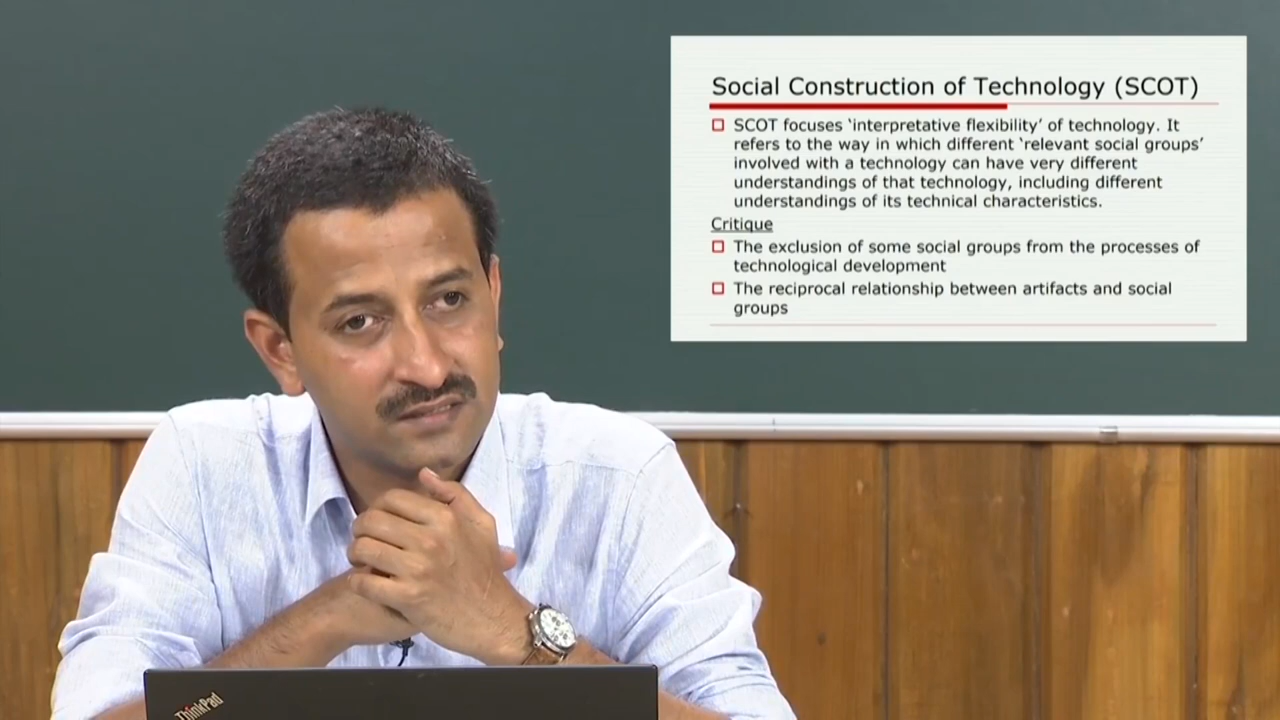 Social Construction of Technology (SCOT)
SCOT focuses ‘interpretative flexibility’ of technology. It
refers to the way in which different ‘relevant social groups’
involved with a technology can have very different
understandings of that technology, including different
understandings of its technical characteristics.
Critique
The exclusion of some social groups from the processes of
technological development
The reciprocal relationship between artifacts and social
groups
ThinkPad